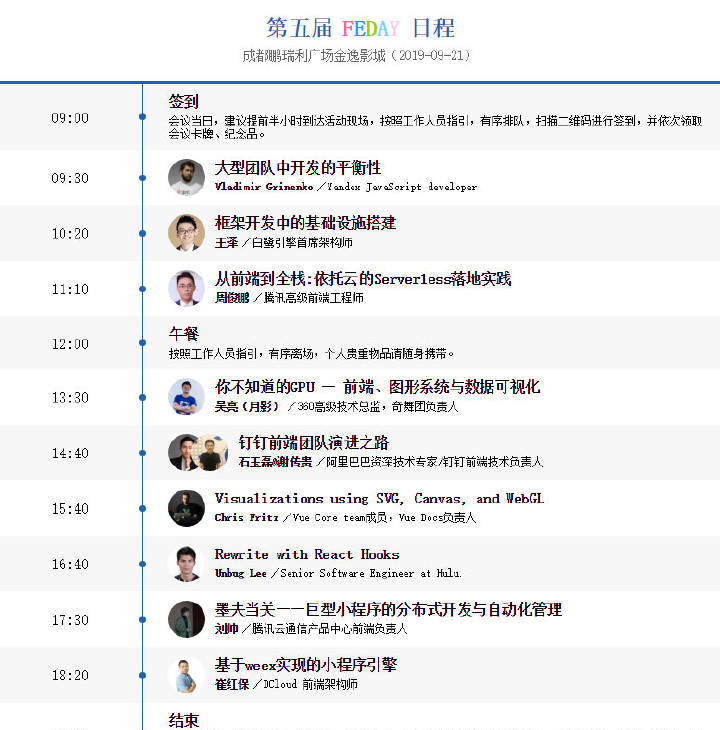 第五届 FEDAY 日程
成都鹏瑞利广场金逸影城（2019-09-21）
09:00
签到
会议当日，建议提前半小时到达活动现场，按照工作人员指引，有序排队，扫描二维码进行签到，并依次领取
会议卡牌、纪念品。
09:30
大型团队中开发的平衡性
Vladimir Grinenko／Yandex JavaScript developer
10:20
框架开发中的基础设施搭建
王泽／白鹭引擎首席架构师
11:10
从前端到全栈:依托云的Serverless落地实践
周俊鹏／腾讯高级前端工程师
12:00
午餐
按照工作人员指引，有序离场，个人贵重物品请随身携带。
13:30
你不知道的GPU — 前端、图形系统与数据可视化
吴亮（月影）／360高级技术总监，奇舞团负责人
14:40
钉钉前端团队演进之路
石玉磊&谢传贵／阿里巴巴资深技术专家/钉钉前端技术负责人
15:40
Visualizations using SVG, Canvas, and WebGL
Chris Fritz／Vue Core team成员，Vue Docs负责人
16:40
Rewrite with React Hooks
Unbug Lee／Senior Software Engineer at Hulu.
17:30
墨夫当关——巨型小程序的分布式开发与自动化管理
刘帅／腾讯云通信产品中心前端负责人
18:20
基于weex实现的小程序引擎
崔红保／DCloud 前端架构师
结束